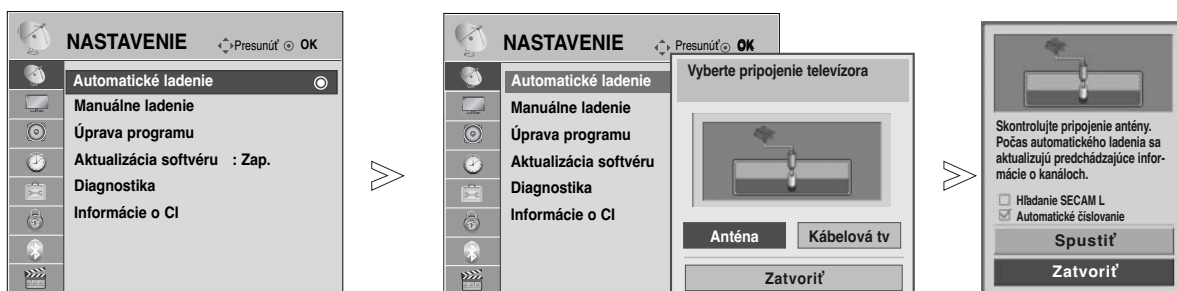 NASTAVENIE Presunúť OK
Automatické ladenie
Manuálne ladenie
Úprava programu
Aktualizácia softvéru : Zap.
Diagnostika
Informácie o CI
NASTAVENIE Presunúť OK
Automatické ladenie
Manuálne ladenie
Úprava programu
Aktualizácia softvéru
Diagnostika
Informácie o CI
Vyberte pripojenie televízora
Anténa Kábelová tv
Zatvoriť
Skontrolujte pripojenie antény.
Počas automatického ladenia sa
aktualizujú predchádzajúce infor-
mácie o kanáloch.
Hľadanie SECAM L
Automatické číslovanie
Spustiť
Zatvoriť